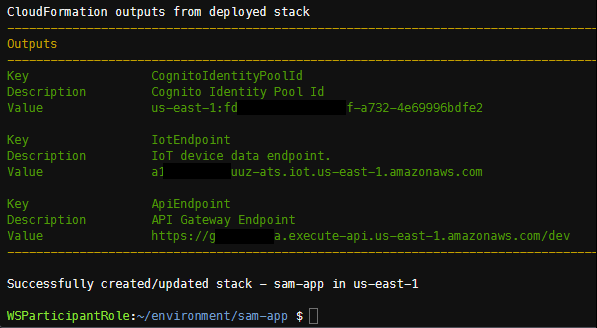 CloudFormation outputs from deployed stack
Outputs
Key CognitoIdentityPoolId
Description Cognito Identity Pool Id
Value us-east-1:fd f-a732-4e69996bdfe2
Key IotEndpoint
Description IoT device data endpoint.
Value a1 uuz-ats.iot.us-east-1.amazonaws.com
Key ApiEndpoint
Description API Gateway Endpoint
Value https://g a.execute-api.us-east-1.amazonaws.com/dev
Successfully created/updated stack - sam-app in us-east-1
WSParticipantRole:~/environment/sam-app $